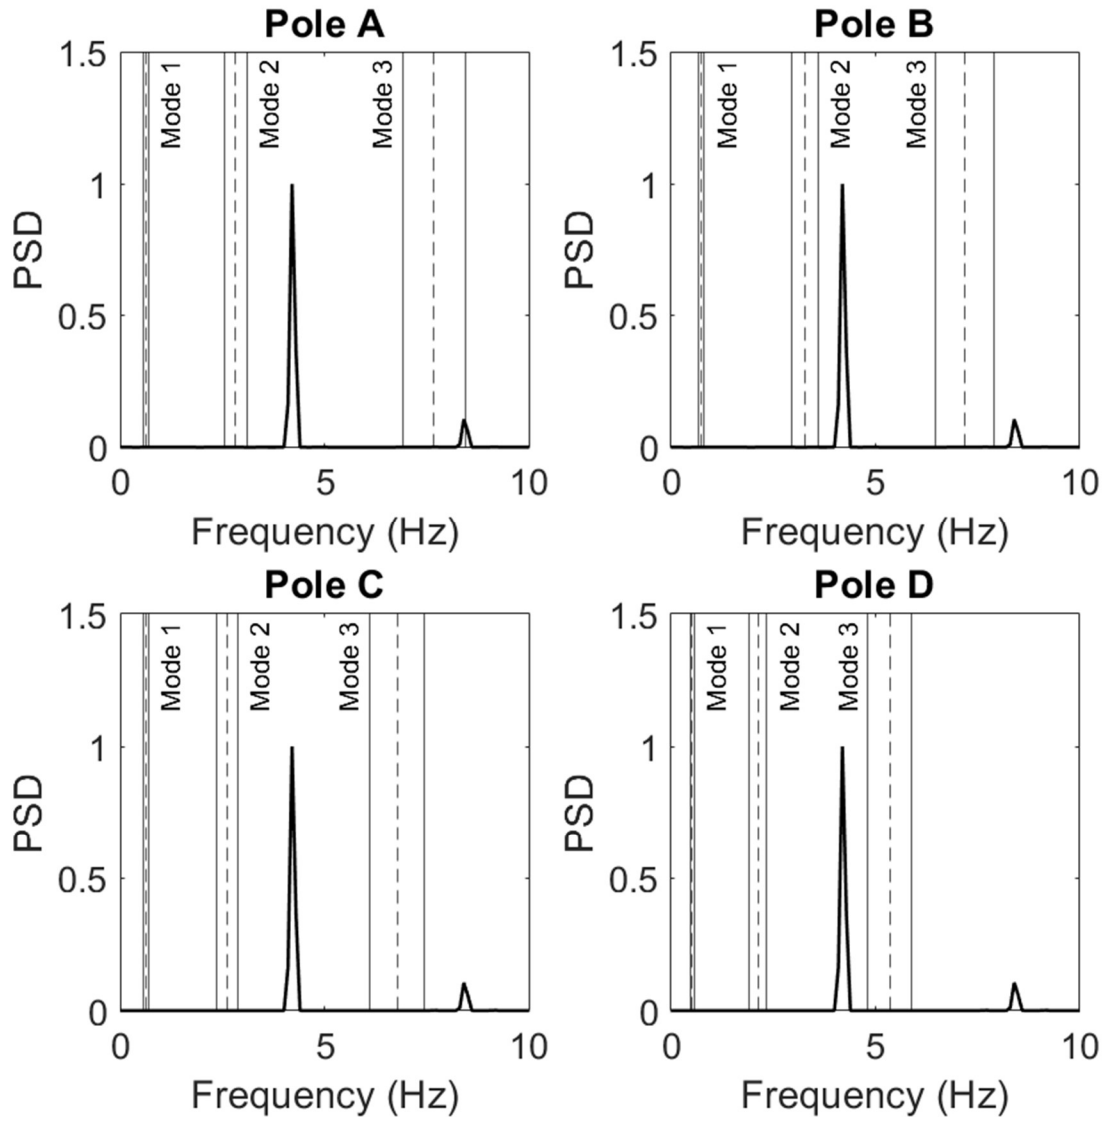 Pole A
1.5
1
0.5
0
PSD
Mode 1
Mode 2
Mode 3
0 5 10
Frequency (Hz)
Pole B
1.5
1
0.5
0
PSD
Mode 1
Mode 2
Mode 3
0 5 10
Frequency (Hz)
Pole C
1.5
1
0.5
0
PSD
Mode 1
Mode 2
Mode 3
0 5 10
Frequency (Hz)
Pole D
1.5
1
0.5
0
PSD
Mode 1
Mode 2
Mode 3
0 5 10
Frequency (Hz)